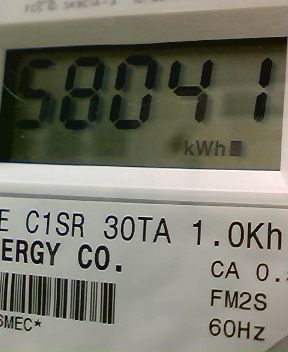 58041
kWh
E C1SR 30TA 1.0Kh
ERGY CO.
CA 0.
FM2S
60Hz
SMEC*